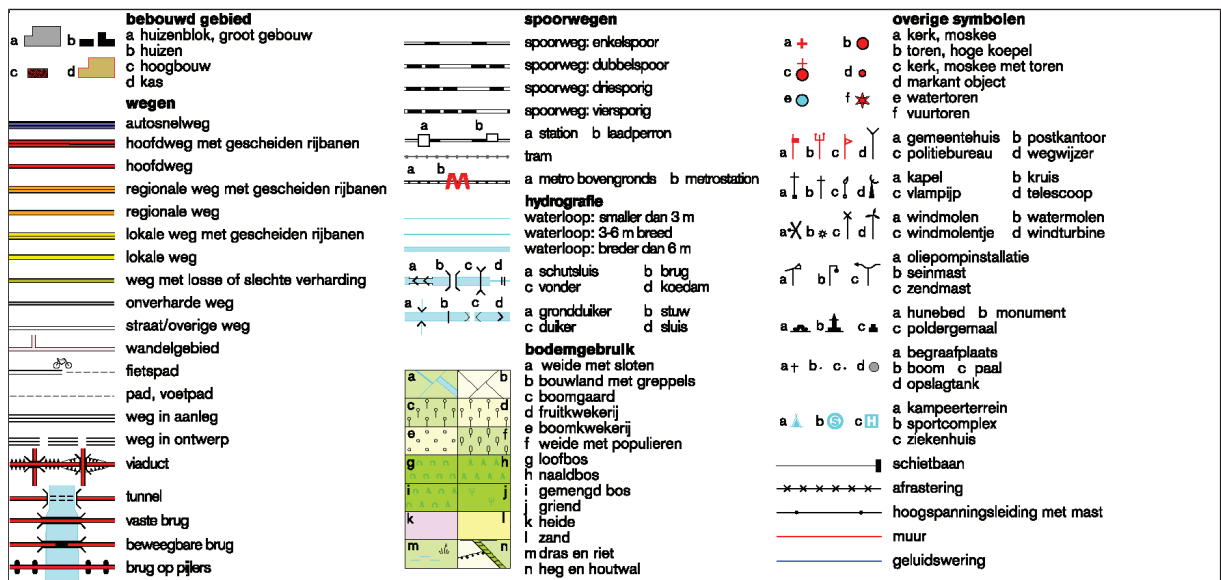 bebouwd gebied
a b a huizenblok, groot gebouw
b huizen
c d c hoogbouw
d kas
wegen
autosnelweg
hoofdweg met gescheiden rijbanen
hoofdweg
regionale weg met gescheiden rijbanen
regionale weg
lokale weg met gescheiden rijbanen
lokale weg
weg met losse of slechte verharding
onverharde weg
straat/overige weg
wandelgebied
fietspad
pad, voetpad
weg in aanleg
weg in ontwerp
viaduct
tunnel
vaste brug
beweegbare brug
brug op pijlers
spoorwegen
spoorweg: enkelspoor
spoorweg: dubbelspoor
spoorweg: driesporig
spoorweg: viersporig
a b
a station b laadperron
tram
a b
a metro bovengronds b metrostation
hydrografie
waterloop: smaller dan 3 m
waterloop: 3-6 m breed
waterloop: breder dan 6 m
a b c d
a schutsluis b brug
c vonder d koedam
a b c d
a grondduiker b stuw
c duiker d sluis
bodemgebruik
a b
c d
e f
g h
i j
k l
m n
a weide met sloten
b bouwland met greppels
c boomgaard
d fruitkwekerij
e boomkwekerij
f weide met populieren
g loofbos
h naaldbos
i gemengd bos
j griend
k heide
l zand
m dras en riet
n heg en houtwal
overige symbolen
a b a kerk, moskee
b toren, hoge koepel
c d c kerk, moskee met toren
d markant object
e f e watertoren
f vuurtoren
a b c d a gemeentehuis b postkantoor
c politiebureau d wegwijzer
a b c d a kapel b kruis
c vlampijp d telescoop
a b c d a windmolen b watermolen
c windmolentje d windturbine
a b c a oliepompinstallatie
b seinmast
c zendmast
a b c a hunebed b monument
c poldergemaal
a b c d a begraafplaats
b boom c paal
d opslagtank
a b S c H a kampeerterrein
b sportcomplex
c ziekenhuis
schietbaan
afrastering
hoogspanningsleiding met mast
muur
geluidswering